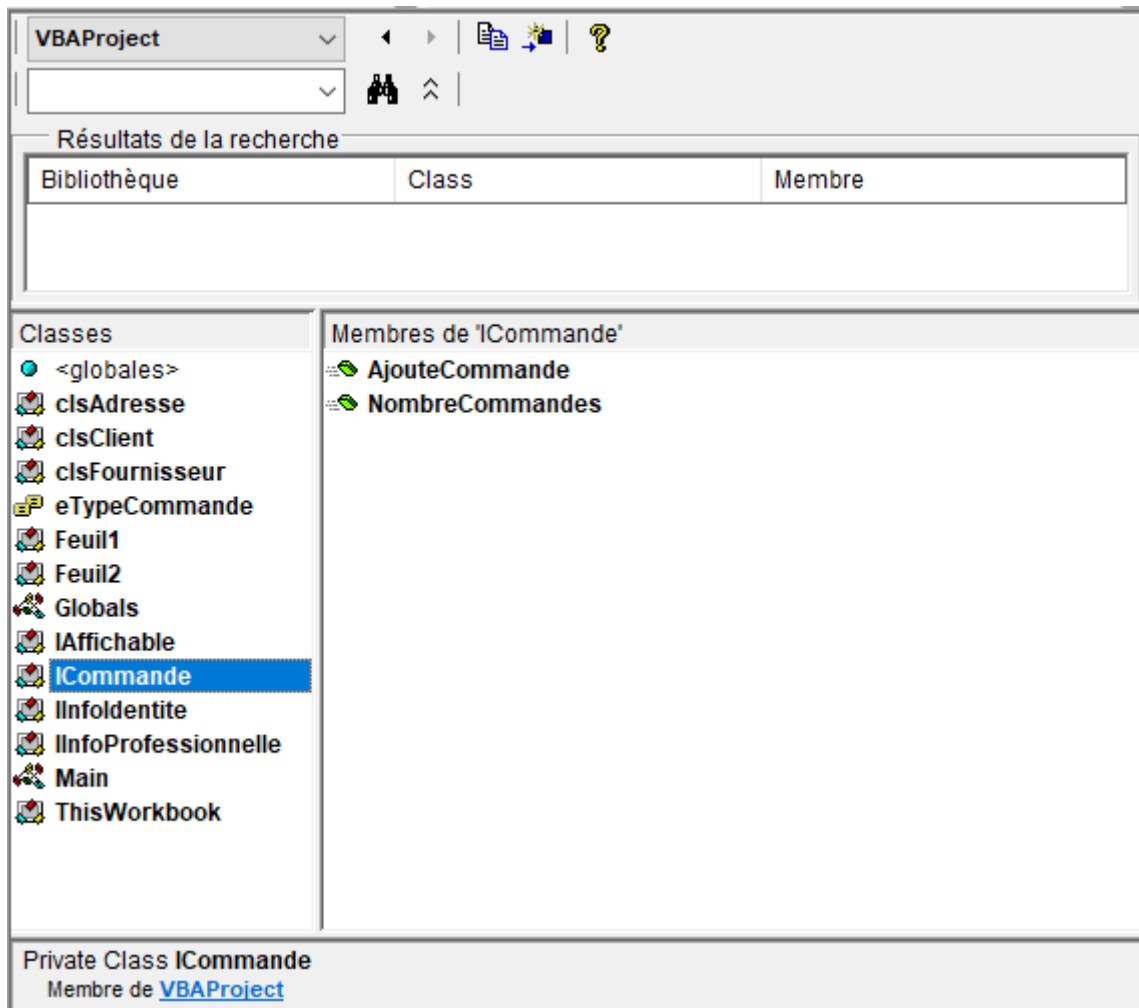 VBAProject
Résultats de la recherche
Bibliothèque Class Membre
Classes
<globales>
clsAdresse
clsClient
clsFournisseur
eTypeCommande
Feuil1
Feuil2
Globals
IAffichable
ICommande
IInfoIdentite
IInfoProfessionnelle
Main
ThisWorkbook
Membres de 'ICommande'
AjouteCommande
NombreCommandes
Private Class ICommande
Membre de VBAProject